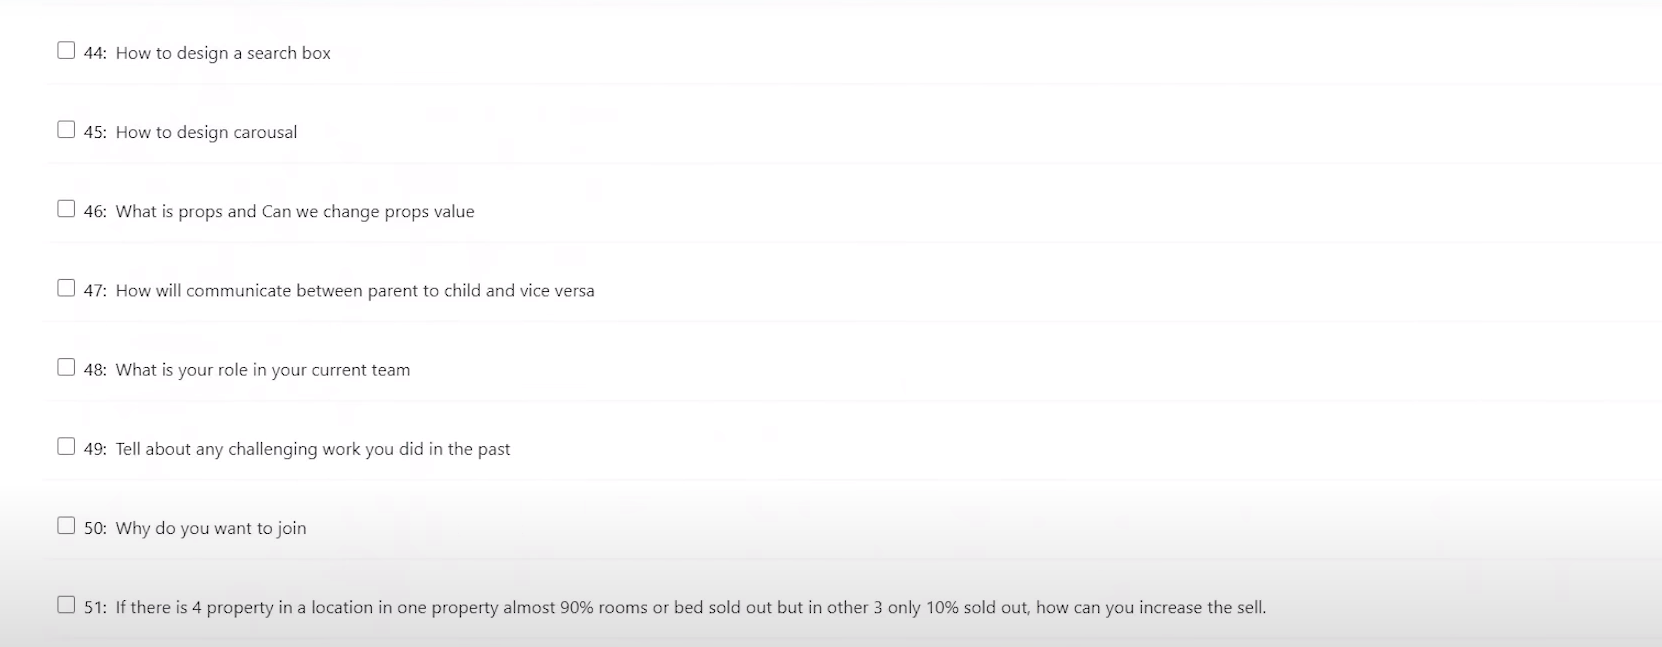 44: How to design a search box
45: How to design carousal
46: What is props and Can we change props value
47: How will communicate between parent to child and vice versa
48: What is your role in your current team
49: Tell about any challenging work you did in the past
50: Why do you want to join
51: If there is 4 property in a location in one property almost 90% rooms or bed sold out but in other 3 only 10% sold out, how can you increase the sell.